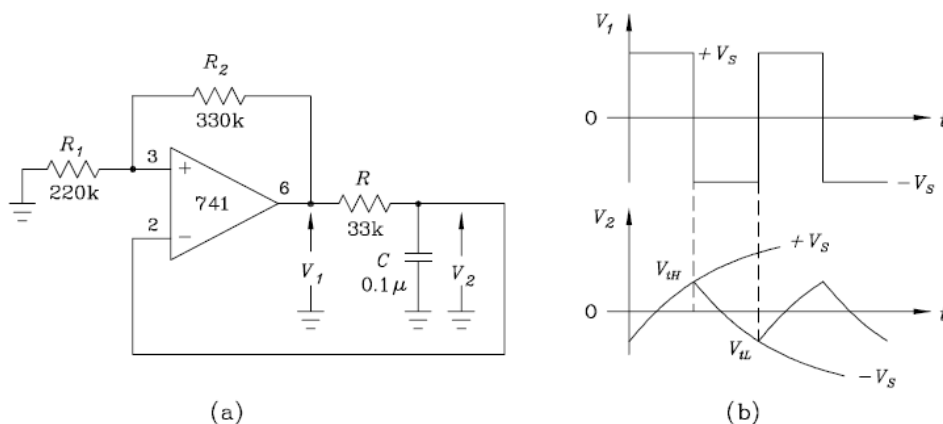 R2
330k
R1
220k
3
+
741
6
2
−
R
33k
C
0.1μ
V1
V2
(a)
V1
+VS
0
t
−VS
V2
+VS
VtH
0
t
VtL
−VS
(b)